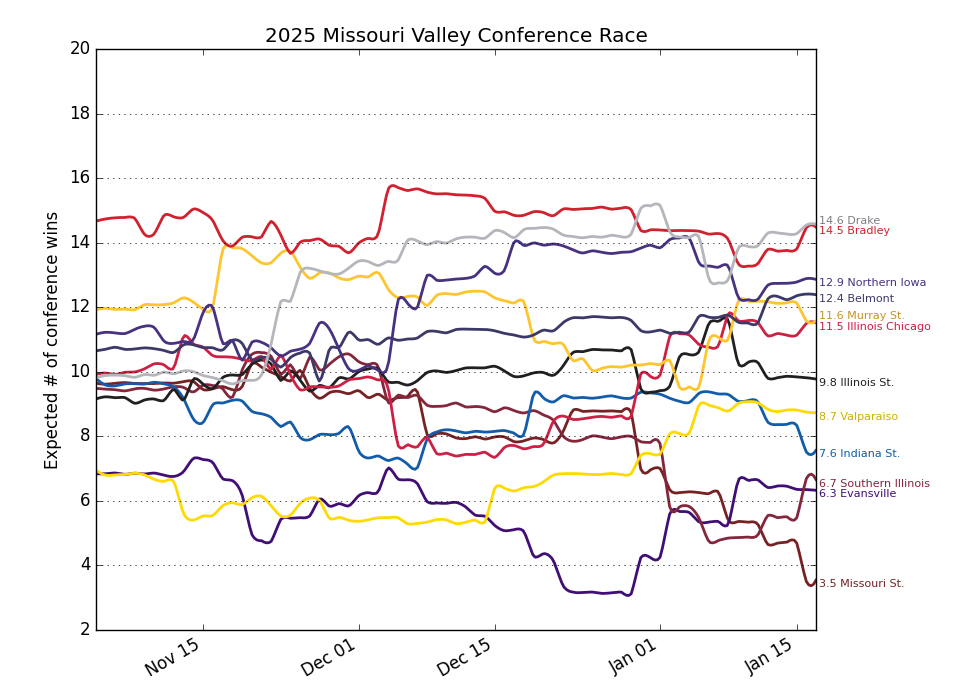 2025 Missouri Valley Conference Race
Expected # of conference wins
20
18
16
14
12
10
8
6
4
2
14.6 Drake
14.5 Bradley
12.9 Northern Iowa
12.4 Belmont
11.6 Murray St.
11.5 Illinois Chicago
9.8 Illinois St.
8.7 Valparaiso
7.6 Indiana St.
6.7 Southern Illinois
6.3 Evansville
3.5 Missouri St.
Nov 15
Dec 01
Dec 15
Jan 01
Jan 15